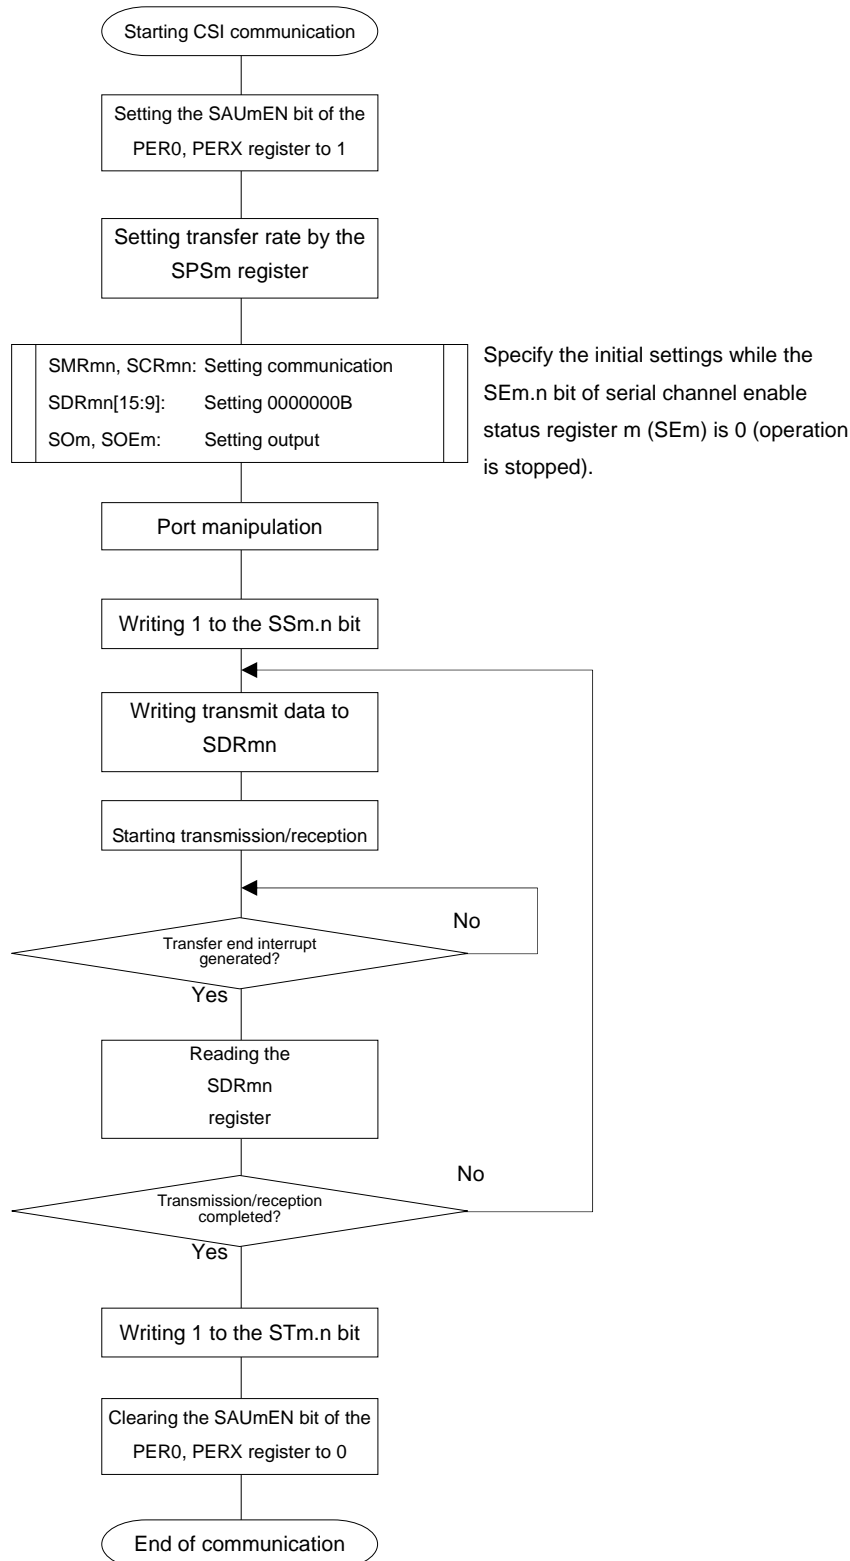 Starting CSI communication
Setting the SAUmEN bit of the
PER0, PERX register to 1
Setting transfer rate by the
SPSm register
SMRmn, SCRmn: Setting communication
SDRmn[15:9]: Setting 0000000B
SOm, SOEm: Setting output
Specify the initial settings while the
SEm.n bit of serial channel enable
status register m (SEm) is 0 (operation
is stopped).
Port manipulation
Writing 1 to the SSm.n bit
Writing transmit data to
SDRmn
Starting transmission/reception
No
Transfer end interrupt
generated?
Yes
Reading the
SDRmn
register
No
Transmission/reception
completed?
Yes
Writing 1 to the STm.n bit
Clearing the SAUmEN bit of the
PER0, PERX register to 0
End of communication